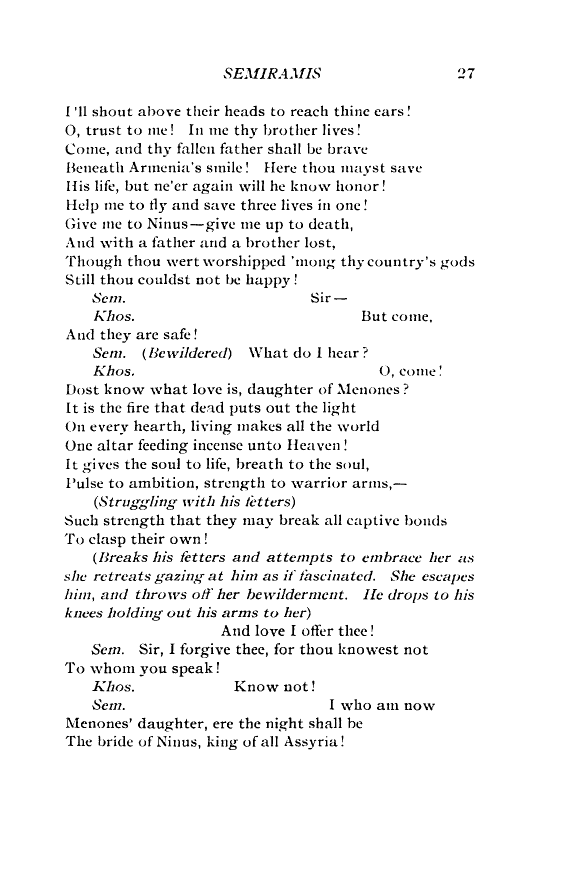 SEMIRAMIS 27
I'll shout above their heads to reach thine ears!
O, trust to me! In me thy brother lives!
Come, and thy fallen father shall be brave
Beneath Armenia's smile! Here thou mayst save
His life, but ne'er again will he know honor!
Help me to fly and save three lives in one!
Give me to Ninus—give me up to death,
And with a father and a brother lost,
Though thou wert worshipped 'mong thy country's gods
Still thou couldst not be happy!
Sem. Sir—
Khos. But come,
And they are safe!
Sem. (Bewildered) What do I hear?
Khos. O, come!
Dost know what love is, daughter of Menones?
It is the fire that dead puts out the light
On every hearth, living makes all the world
One altar feeding incense unto Heaven!
It gives the soul to life, breath to the soul,
Pulse to ambition, strength to warrior arms,—
(Struggling with his fetters)
Such strength that they may break all captive bonds
To clasp their own!
(Breaks his fetters and attempts to embrace her as
she retreats gazing at him as if fascinated. She escapes
him, and throws off her bewilderment. He drops to his
knees holding out his arms to her)
And love I offer thee!
Sem. Sir, I forgive thee, for thou knowest not
To whom you speak!
Khos. Know not!
Sem. I who am now
Menones' daughter, ere the night shall be
The bride of Ninus, king of all Assyria!